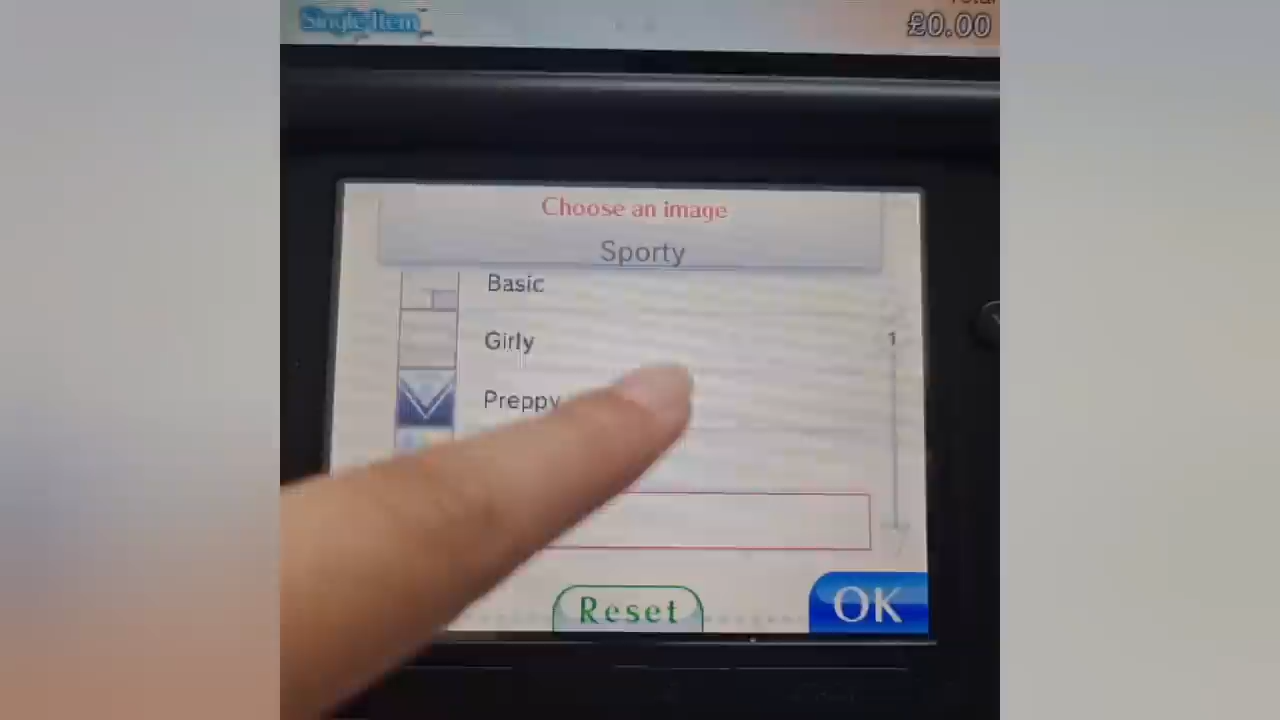 Single Item
£0.00
Choose an image
Sporty
Basic
Girly
Preppy
1
Reset
OK